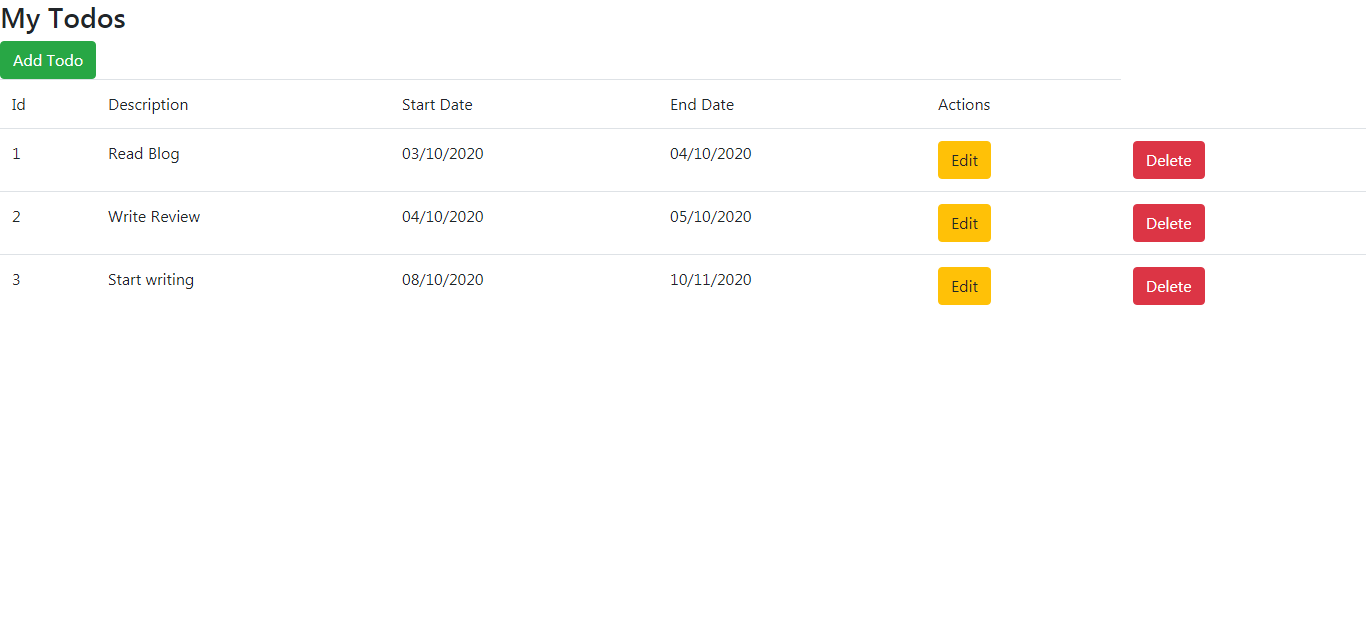 My Todos
Add Todo
Id Description Start Date End Date Actions
1 Read Blog 03/10/2020 04/10/2020 Edit Delete
2 Write Review 04/10/2020 05/10/2020 Edit Delete
3 Start writing 08/10/2020 10/11/2020 Edit Delete